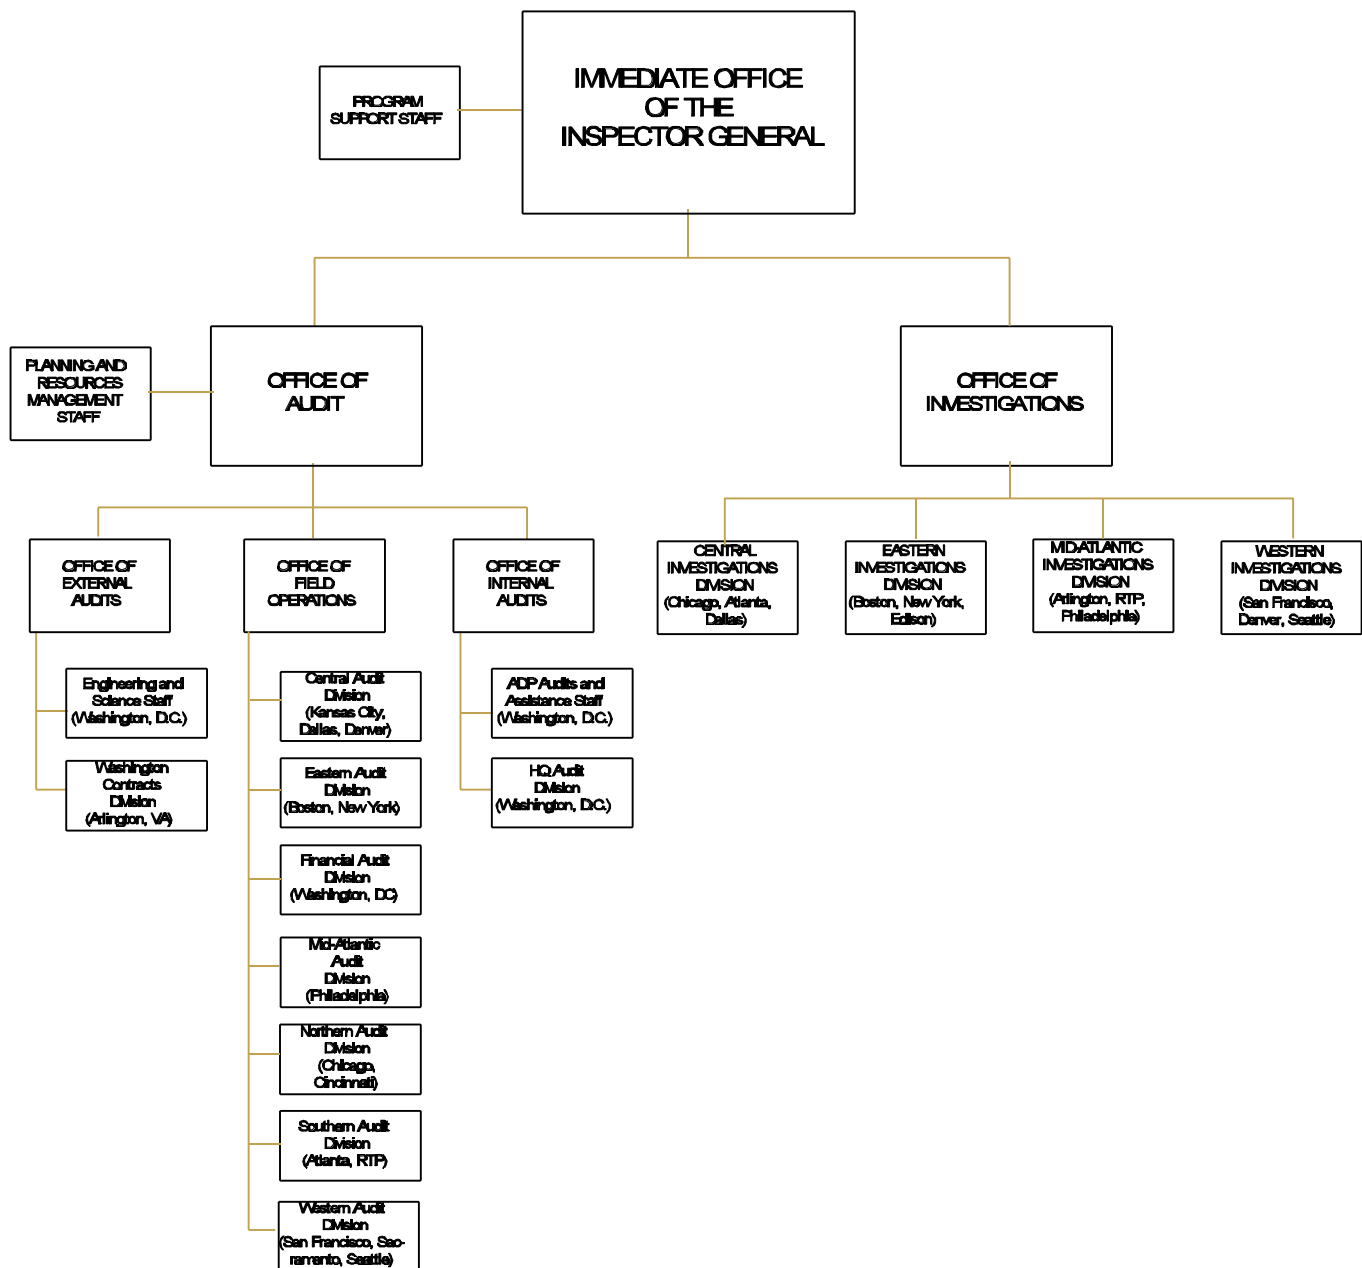 IMMEDIATE OFFICE
OF THE
INSPECTOR GENERAL
PROGRAM
SUPPORT STAFF
PLANNING AND
RESOURCES
MANAGEMENT
STAFF
OFFICE OF
AUDIT
OFFICE OF
INVESTIGATIONS
OFFICE OF
EXTERNAL
AUDITS
OFFICE OF
FIELD
OPERATIONS
OFFICE OF
INTERNAL
AUDITS
CENTRAL
INVESTIGATIONS
DIVISION
(Chicago, Atlanta,
Dallas)
EASTERN
INVESTIGATIONS
DIVISION
(Boston, New York,
Edison)
MID-ATLANTIC
INVESTIGATIONS
DIVISION
(Arlington, RTP,
Philadelphia)
WESTERN
INVESTIGATIONS
DIVISION
(San Francisco,
Denver, Seattle)
Engineering and
Science Staff
(Washington, D.C.)
Washington
Contracts
Division
(Arlington, VA)
Central Audit
Division
(Kansas City,
Dallas, Denver)
Eastern Audit
Division
(Boston, New York)
Financial Audit
Division
(Washington, DC)
Mid-Atlantic
Audit
Division
(Philadelphia)
Northern Audit
Division
(Chicago,
Cincinnati)
Southern Audit
Division
(Atlanta, RTP)
Western Audit
Division
(San Francisco, Sac-
ramento, Seattle)
ADP Audits and
Assistance Staff
(Washington, D.C.)
HQ Audit
Division
(Washington, D.C.)